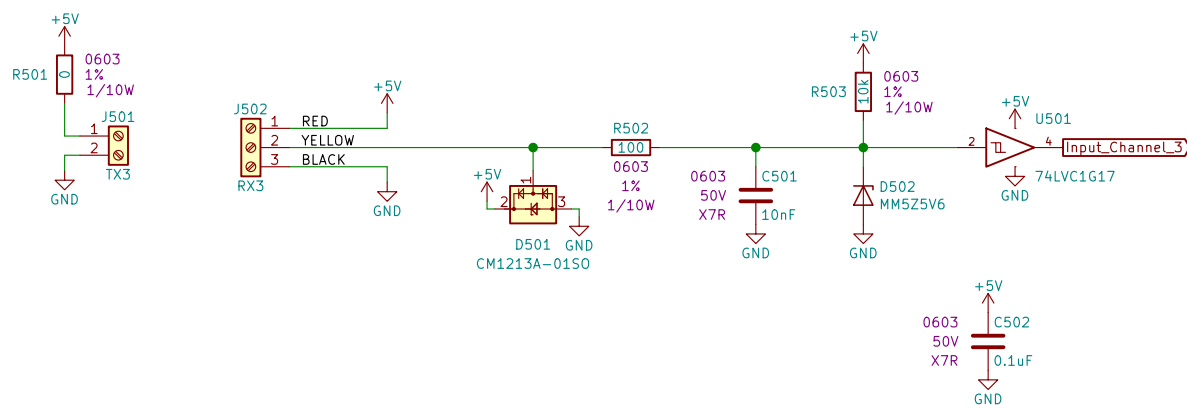 +5V
R501
0
0603
1%
1/10W
J501
1
2
TX3
GND
J502
1
2
3
RX3
RED
YELLOW
BLACK
+5V
GND
+5V
1
2
3
D501
CM1213A-01SO
GND
R502
100
0603
1%
1/10W
0603
50V
X7R
C501
10nF
GND
+5V
R503
10k
0603
1%
1/10W
D502
MM5Z5V6
GND
+5V
U501
2
4
74LVC1G17
GND
Input_Channel_3
+5V
0603
50V
X7R
C502
0.1uF
GND